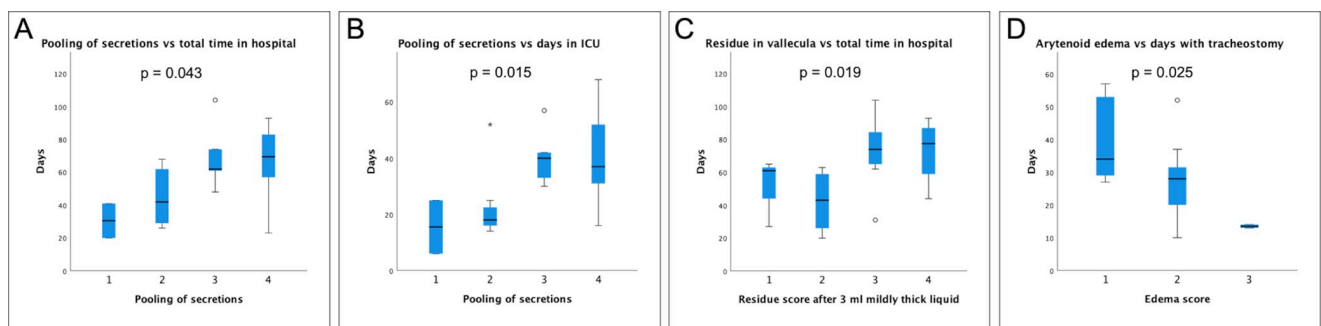 A
Pooling of secretions vs total time in hospital
p = 0.043
120
100
80
60
40
20
0
Days
1 2 3 4
Pooling of secretions
B
Pooling of secretions vs days in ICU
p = 0.015
60
40
20
0
Days
*
1 2 3 4
Pooling of secretions
C
Residue in vallecula vs total time in hospital
p = 0.019
120
100
80
60
40
20
0
Days
1 2 3 4
Residue score after 3 ml mildly thick liquid
D
Arytenoid edema vs days with tracheostomy
p = 0.025
60
50
40
30
20
10
0
Days
1 2 3
Edema score